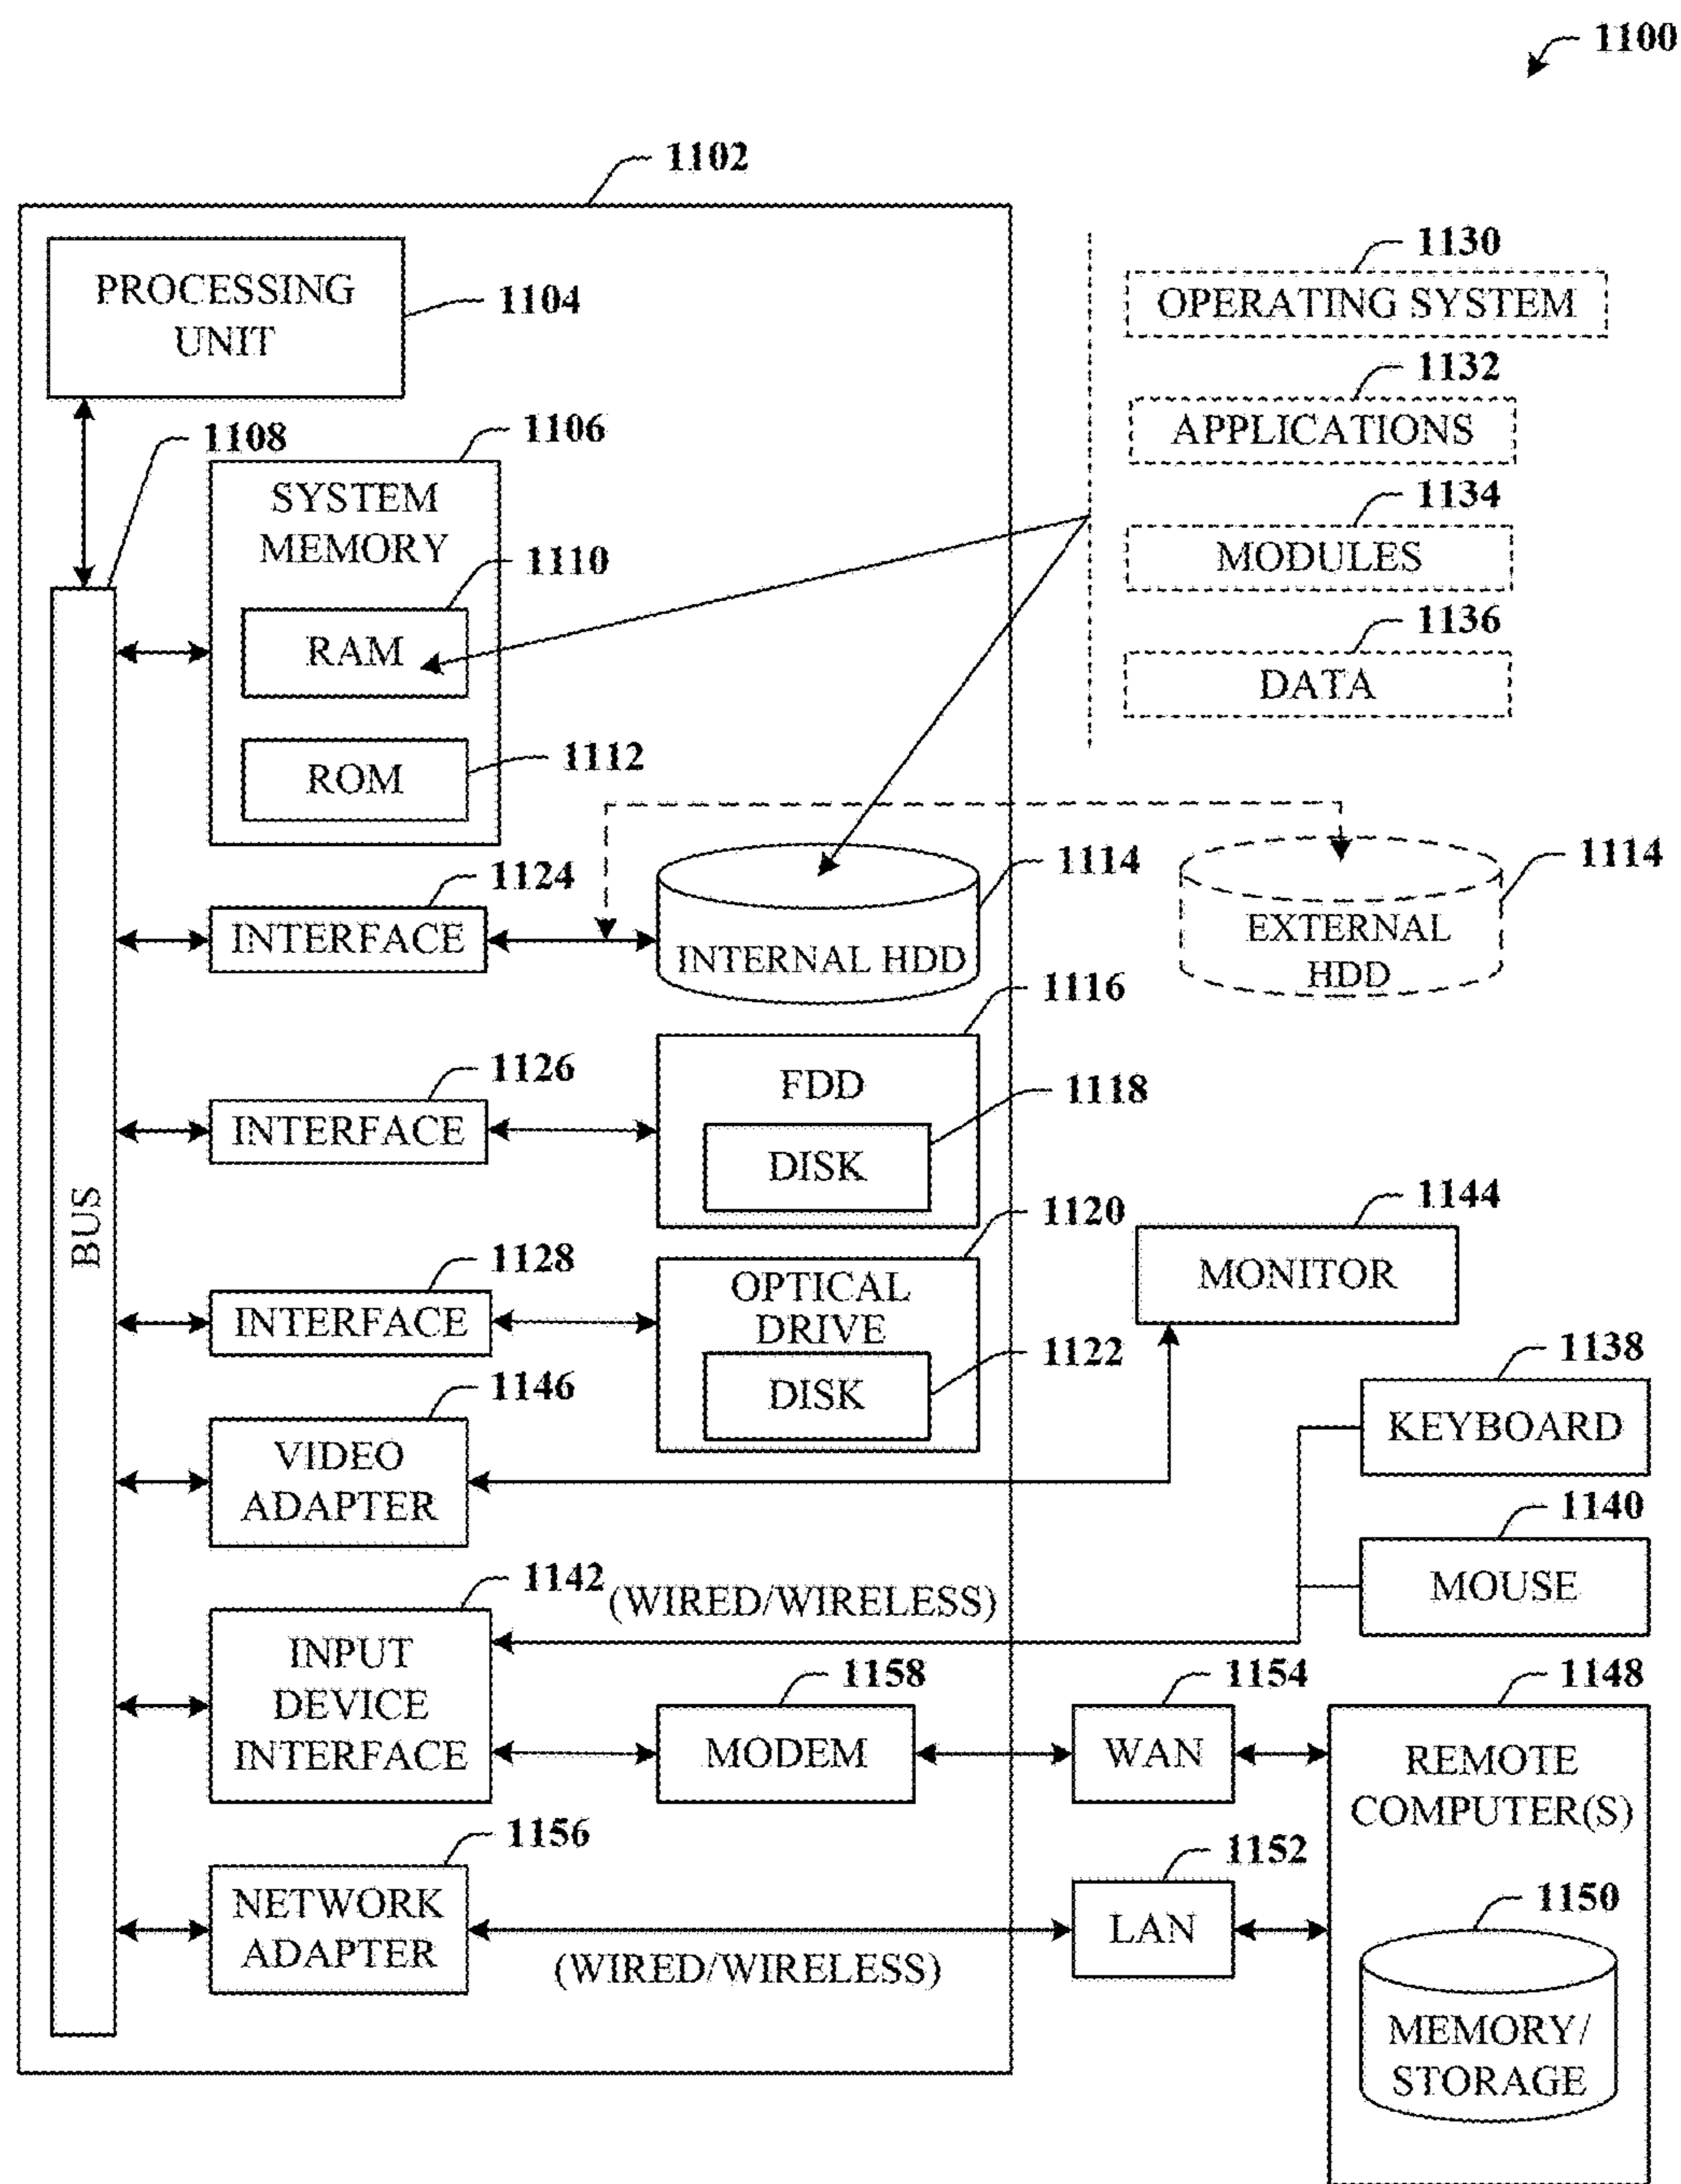 1100
1102
PROCESSING
UNIT
1104
1130
OPERATING SYSTEM
1132
APPLICATIONS
1134
MODULES
1136
DATA
1108
1106
SYSTEM
MEMORY
1110
RAM
1112
ROM
BUS
1124
INTERFACE
1114
INTERNAL HDD
1114
EXTERNAL
HDD
1126
INTERFACE
1116
FDD
1118
DISK
1128
INTERFACE
1120
OPTICAL
DRIVE
1122
DISK
1144
MONITOR
1146
VIDEO
ADAPTER
1138
KEYBOARD
1140
MOUSE
1142
(WIRED/WIRELESS)
INPUT
DEVICE
INTERFACE
1158
MODEM
1154
WAN
1148
REMOTE
COMPUTER(S)
1156
NETWORK
ADAPTER
(WIRED/WIRELESS)
1152
LAN
1150
MEMORY/
STORAGE